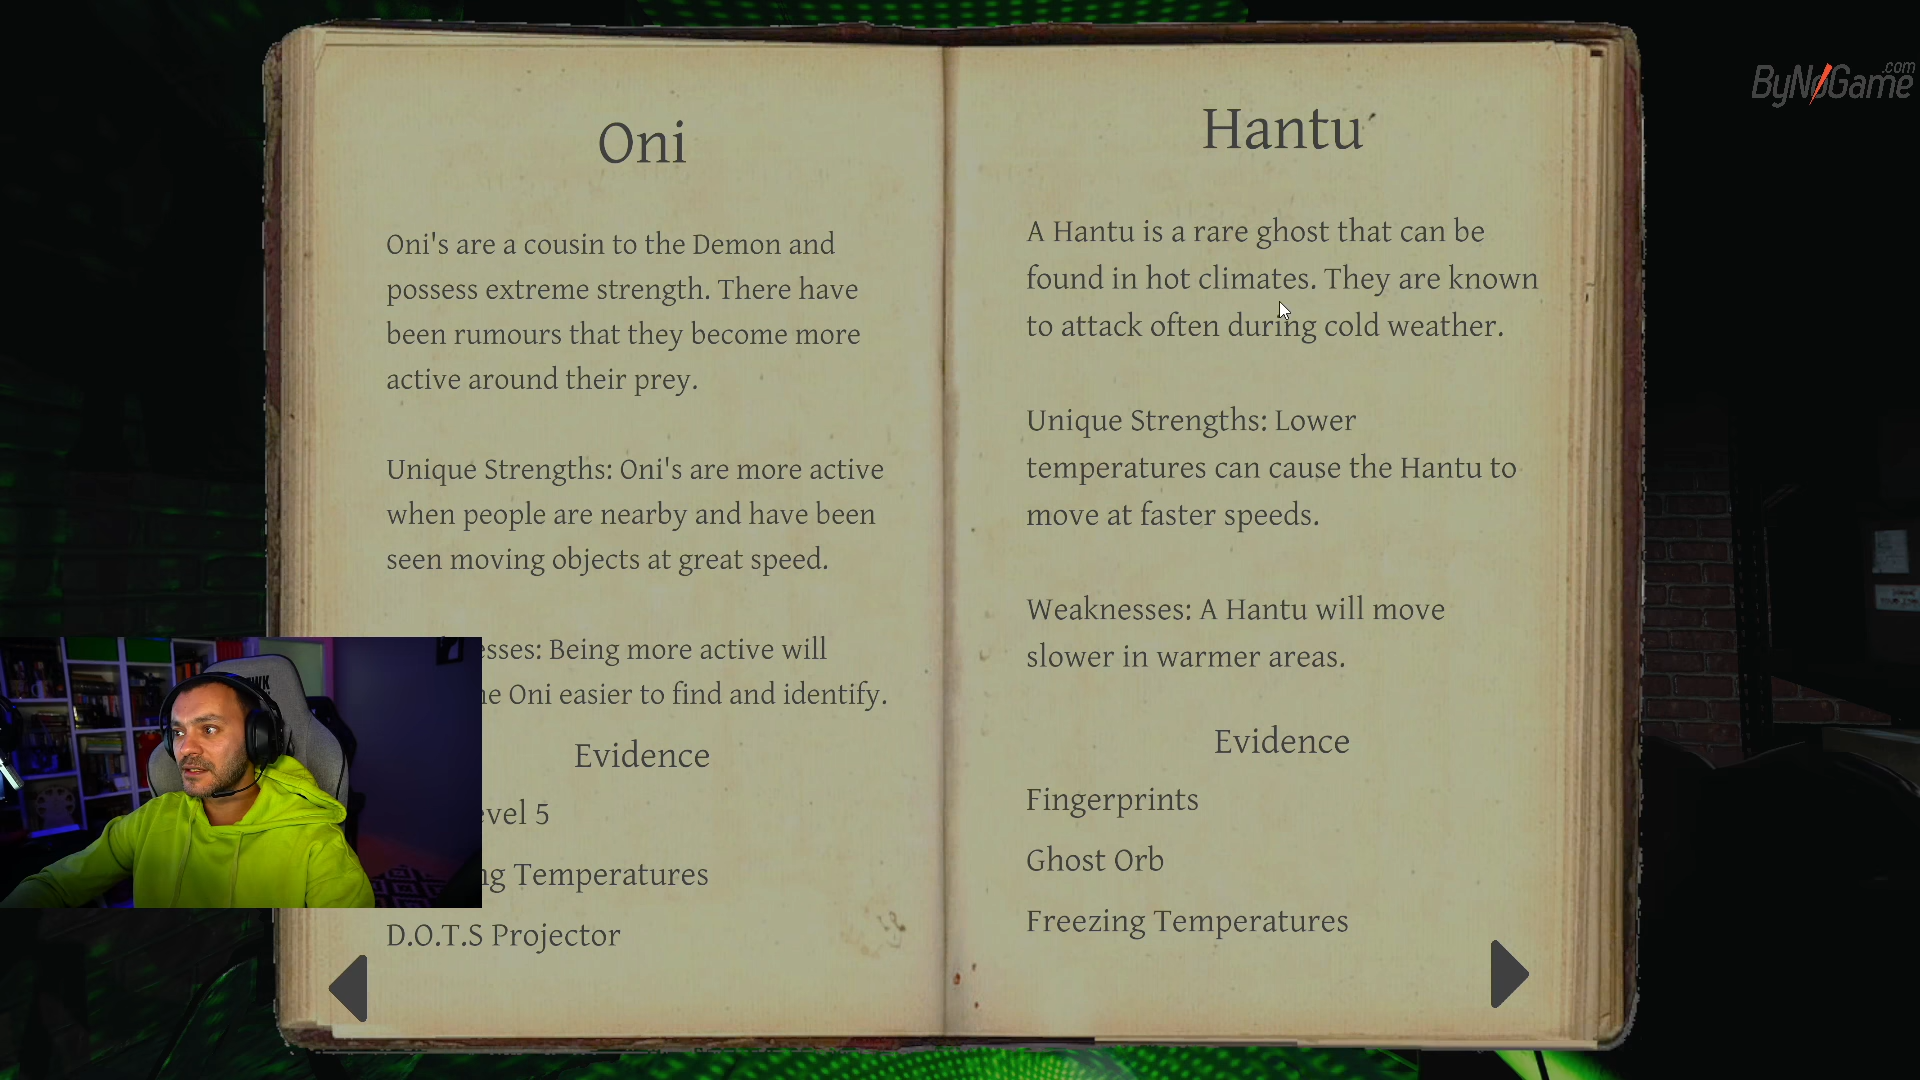 Oni
Oni's are a cousin to the Demon and
possess extreme strength. There have
been rumours that they become more
active around their prey.
Unique Strengths: Oni's are more active
when people are nearby and have been
seen moving objects at great speed.
esses: Being more active will
Oni easier to find and identify.
Evidence
evel 5
ng Temperatures
D.O.T.S Projector
Hantu
A Hantu is a rare ghost that can be
found in hot climates. They are known
to attack often during cold weather.
Unique Strengths: Lower
temperatures can cause the Hantu to
move at faster speeds.
Weaknesses: A Hantu will move
slower in warmer areas.
Evidence
Fingerprints
Ghost Orb
Freezing Temperatures
ByNoGame.com